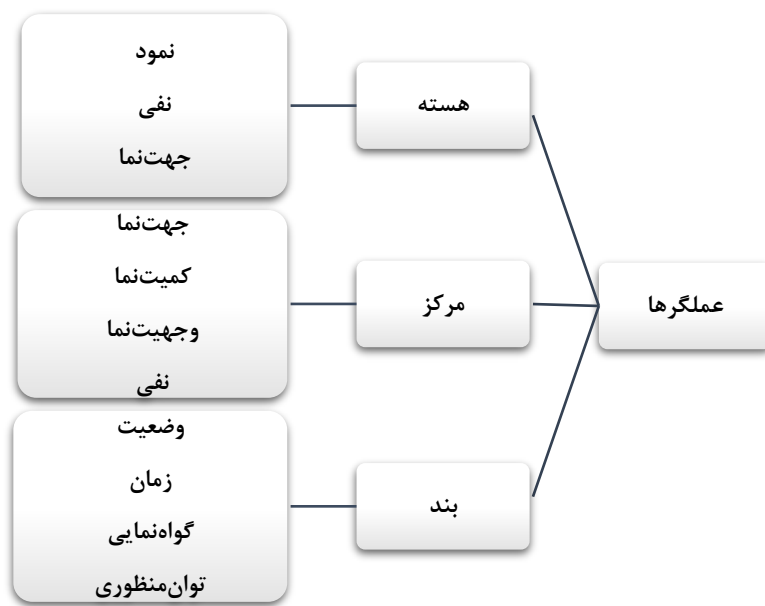 عملگرها
هسته
نمود
نفی
جهت‌نما
مرکز
جهت‌نما
کمیت‌نما
وجهیت‌نما
نفی
بند
وضعیت
زمان
گواه‌نمایی
توان‌منظوری